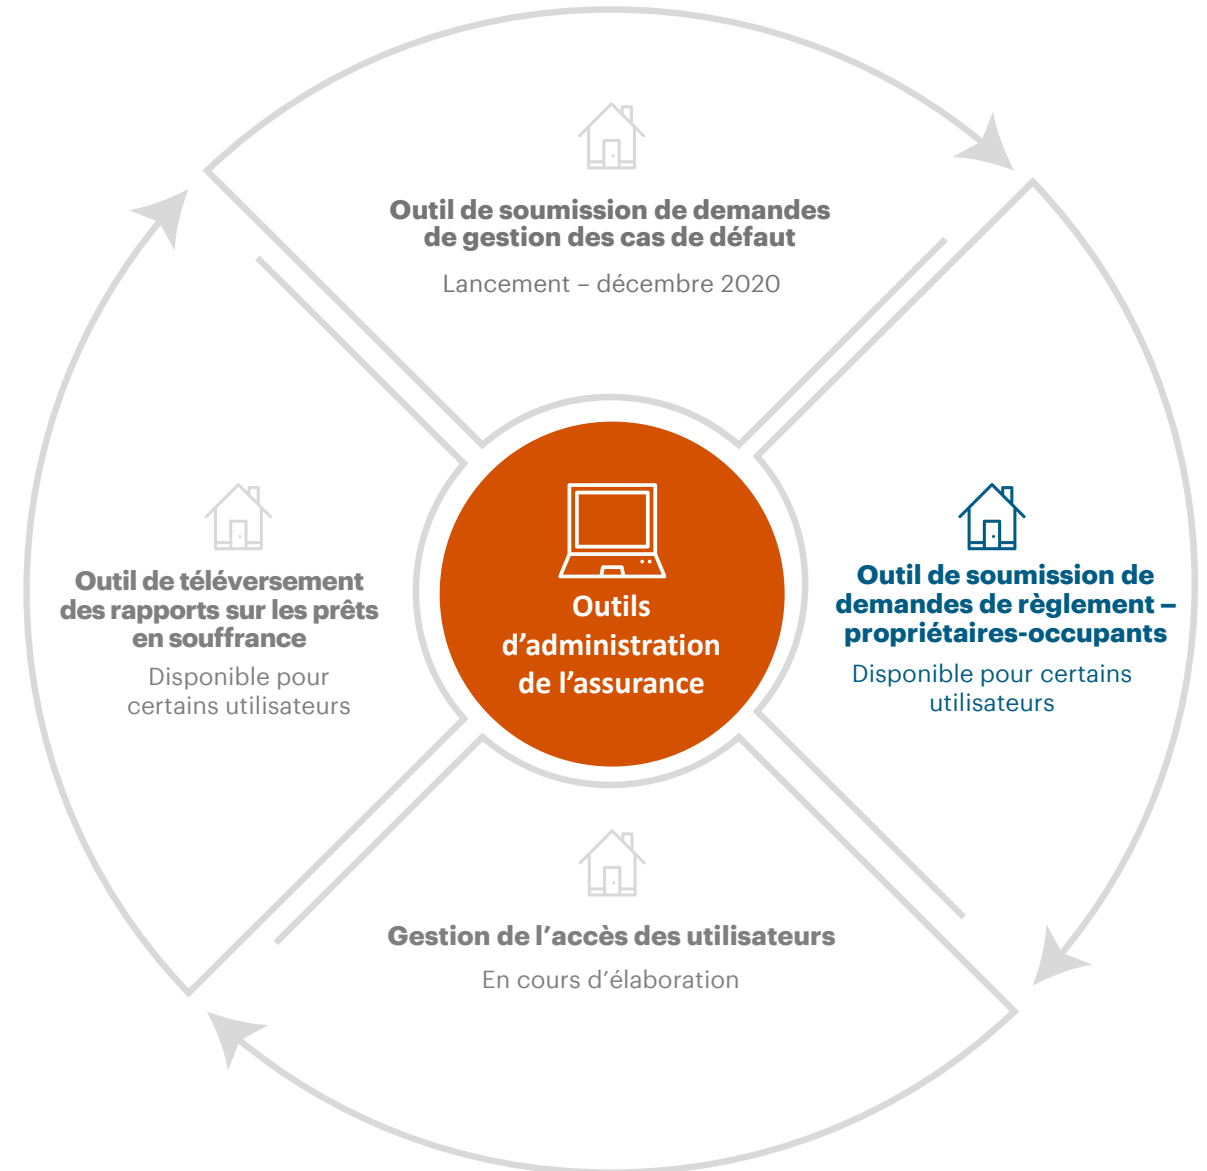 Outil de soumission de demandes
de gestion des cas de défaut
Lancement – décembre 2020
Outil de téléversement
des rapports sur les prêts
en souffrance
Disponible pour
certains utilisateurs
Outils
d’administration
de l’assurance
Outil de soumission de
demandes de règlement –
propriétaires-occupants
Disponible pour certains
utilisateurs
Gestion de l’accès des utilisateurs
En cours d’élaboration